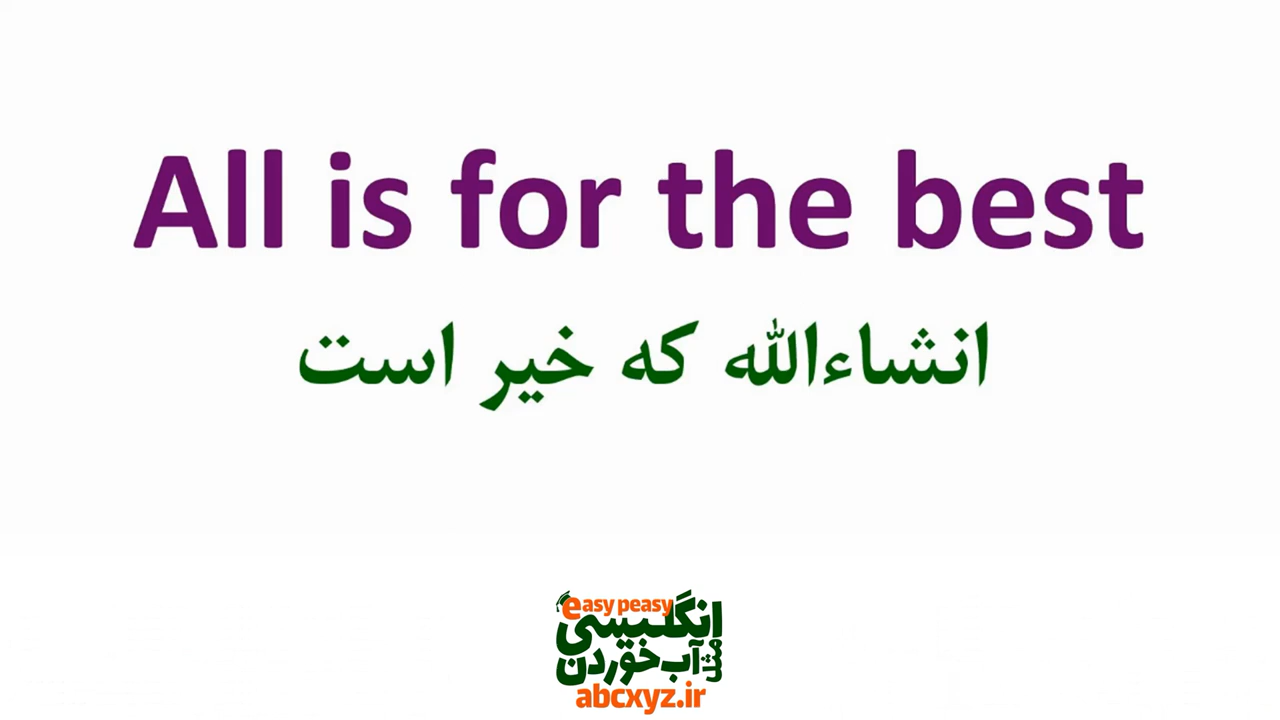 All is for the best
انشاءالله که خیر است
easy peasy
انگلیسی
مثل
آب خوردن
abcxyz.ir